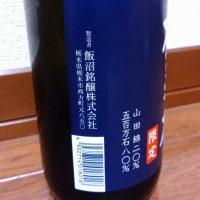 限定
山田錦二〇%
五百万石八〇%
製造者
飯沼銘醸株式会社
栃木県栃木市西方町元八五〇